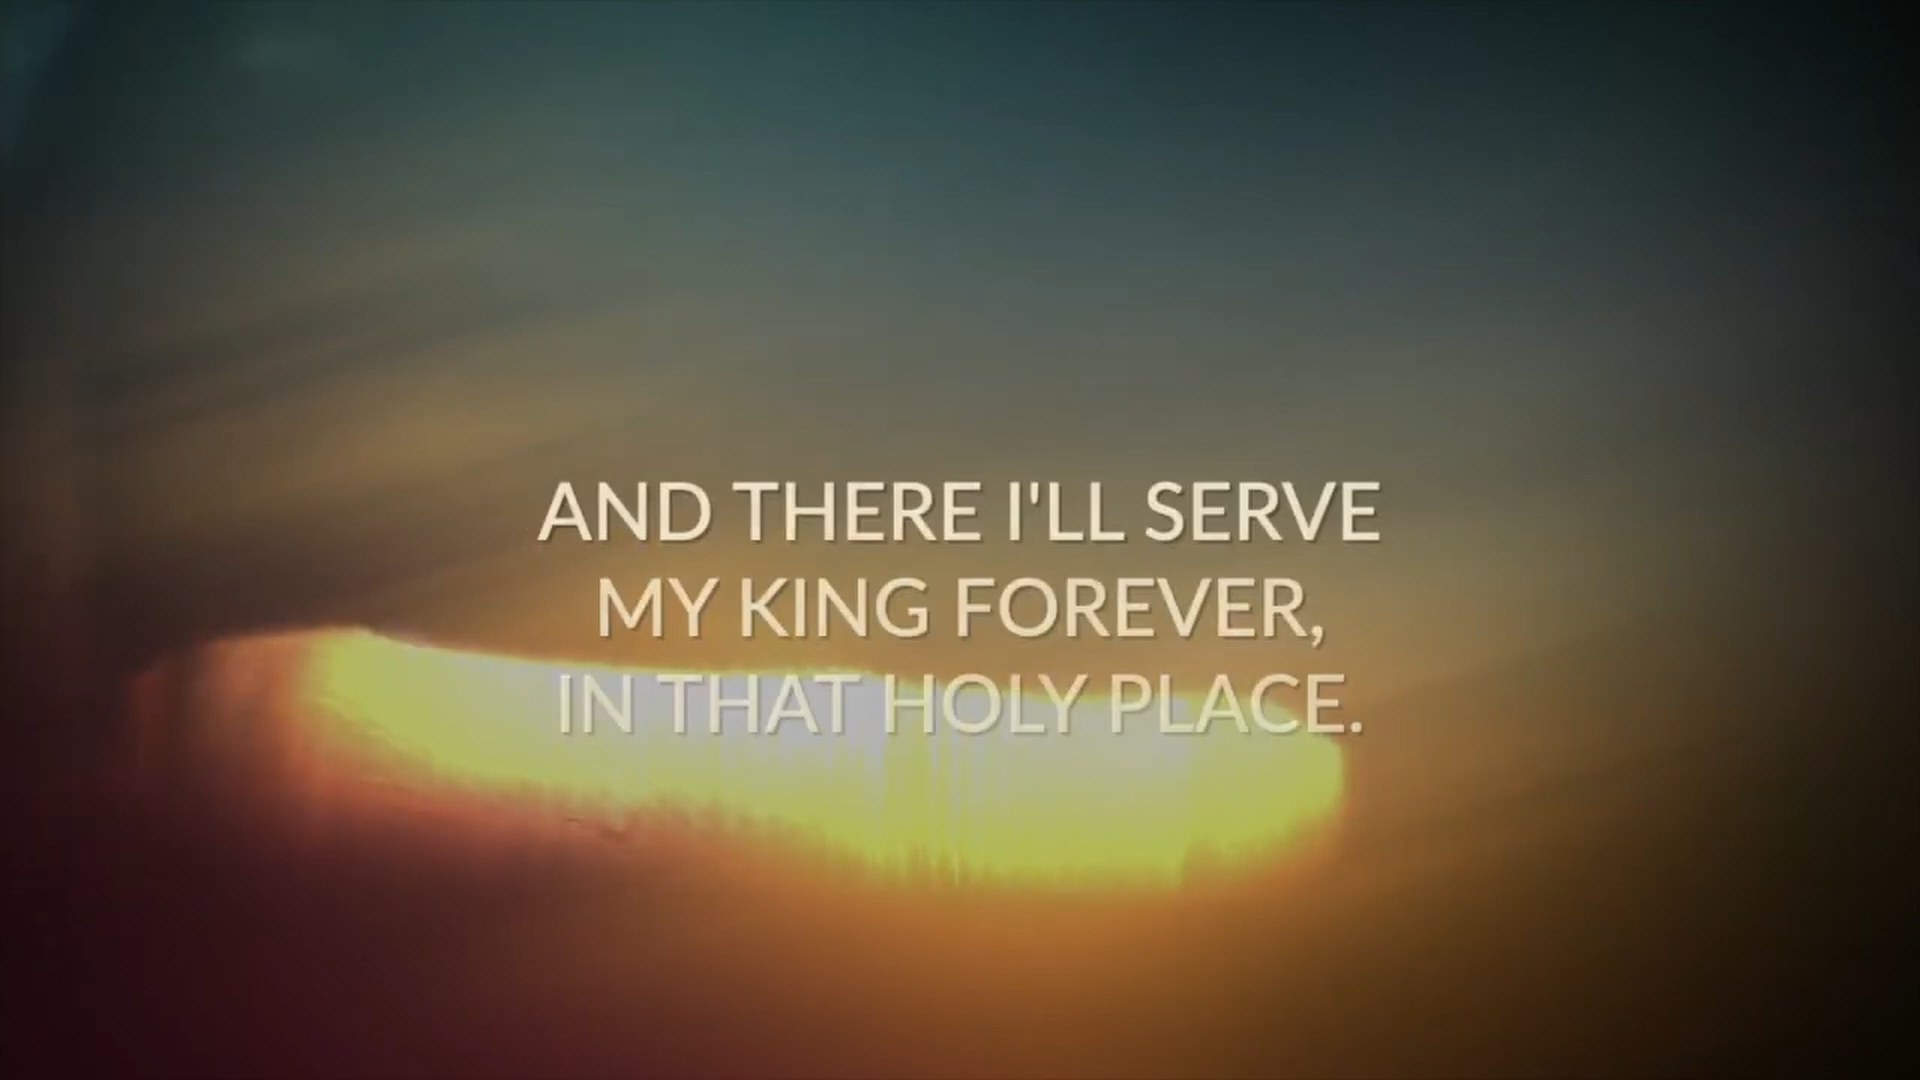 AND THERE I'LL SERVE
MY KING FOREVER,
IN THAT HOLY PLACE.